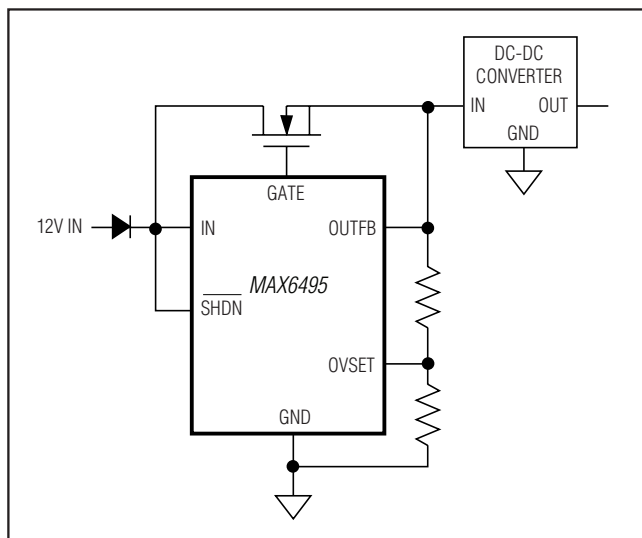 DC-DC
CONVERTER
IN
OUT
GND
GATE
12V IN
IN
OUTFB
MAX6495
SHDN
OVSET
GND